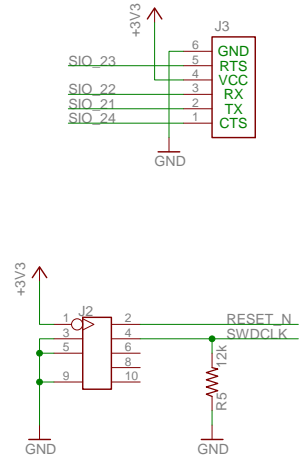 +3V3
J3
6 GND
SIO_23 5 RTS
4 VCC
SIO_22 3 RX
SIO_21 2 TX
SIO_24 1 CTS
GND
+3V3
J2
1 2 RESET_N
3 4 SWDCLK
5 6
8
9 10
12k
R5
GND
GND